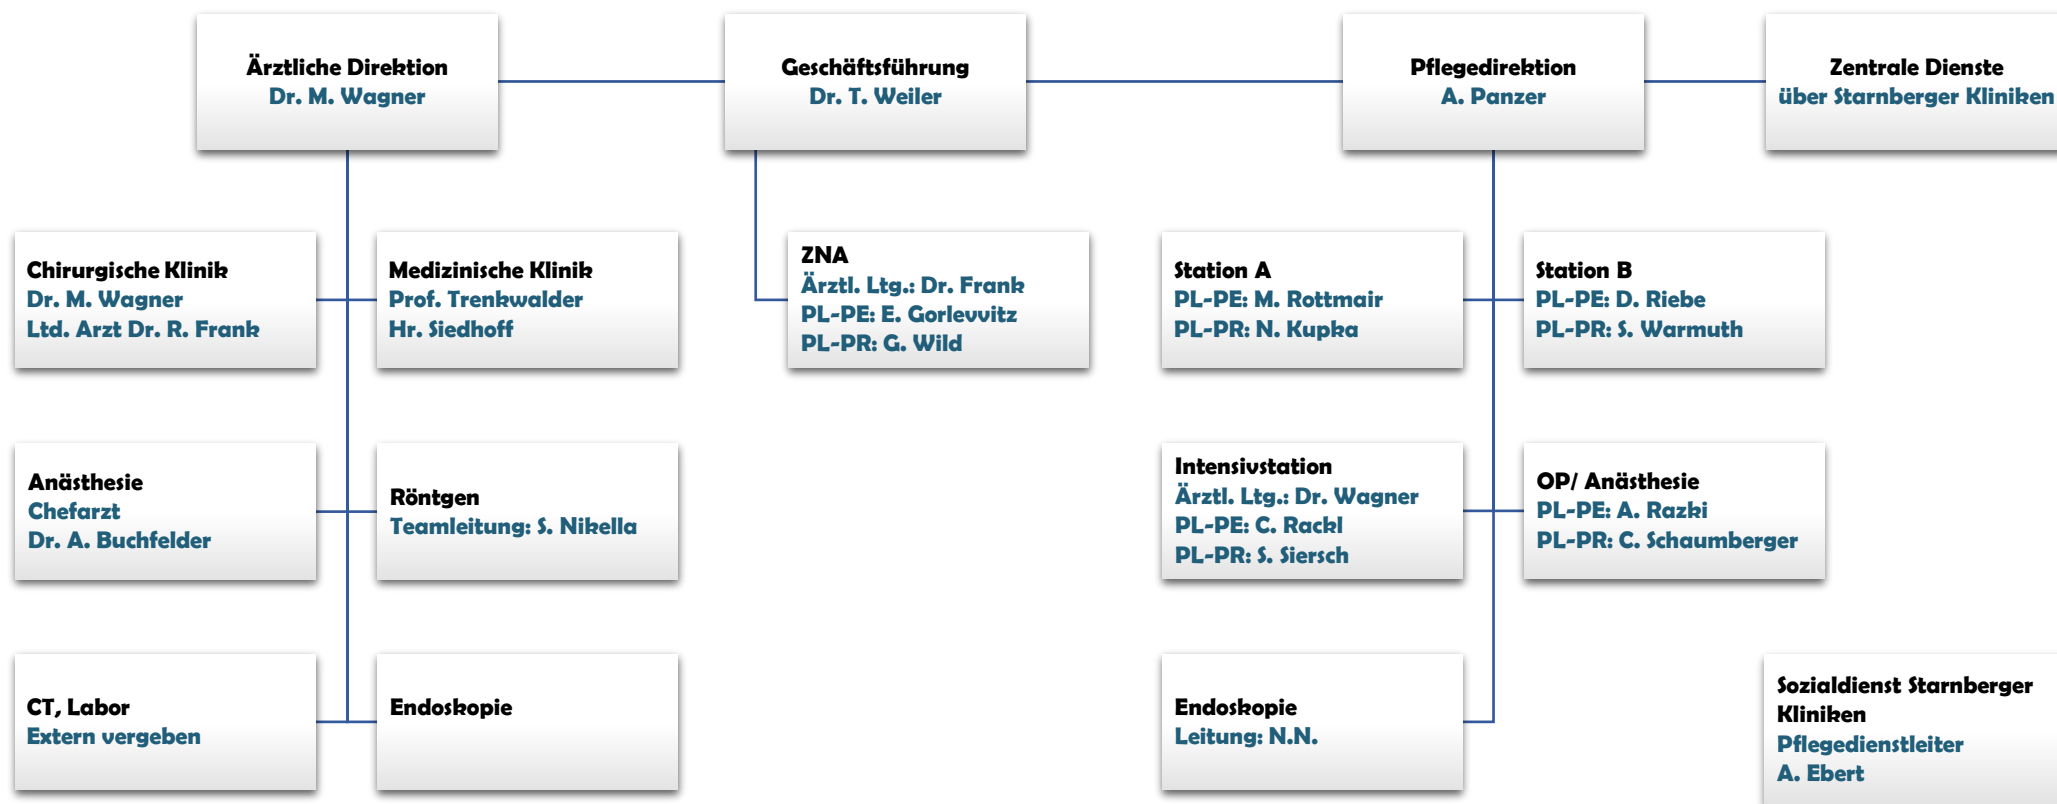 Ärztliche Direktion
Dr. M. Wagner
Geschäftsführung
Dr. T. Weiler
Pflegedirektion
A. Panzer
Zentrale Dienste
über Starnberger Kliniken
Chirurgische Klinik
Dr. M. Wagner
Ltd. Arzt Dr. R. Frank
Medizinische Klinik
Prof. Trenkwalder
Hr. Siedhoff
ZNA
Ärztl. Ltg.: Dr. Frank
PL-PE: E. Gorlevvitz
PL-PR: G. Wild
Station A
PL-PE: M. Rottmair
PL-PR: N. Kupka
Station B
PL-PE: D. Riebe
PL-PR: S. Warmuth
Anästhesie
Chefarzt
Dr. A. Buchfelder
Röntgen
Teamleitung: S. Nikella
Intensivstation
Ärztl. Ltg.: Dr. Wagner
PL-PE: C. Rackl
PL-PR: S. Siersch
OP/ Anästhesie
PL-PE: A. Razki
PL-PR: C. Schaumberger
CT, Labor
Extern vergeben
Endoskopie
Endoskopie
Leitung: N.N.
Sozialdienst Starnberger
Kliniken
Pflegedienstleiter
A. Ebert